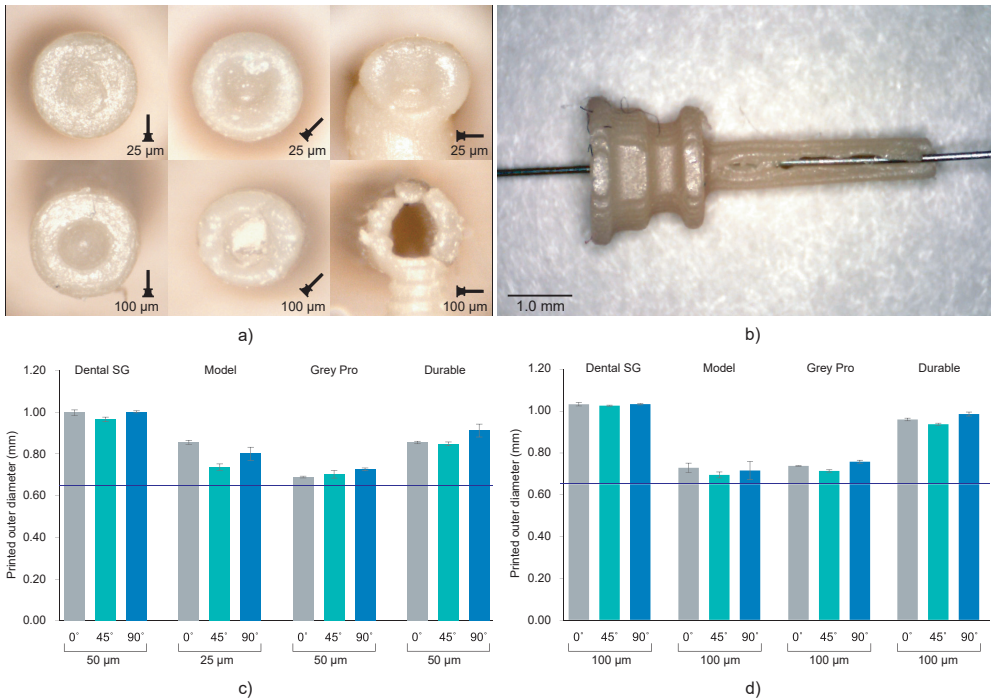 25 µm
25 µm
25 µm
100 µm
100 µm
100 µm
1.0 mm
a)
b)
Dental SG
Model
Grey Pro
Durable
Printed outer diameter (mm)
1.20
1.00
0.80
0.60
0.40
0.20
0.00
0° 45° 90° 0° 45° 90° 0° 45° 90° 0° 45° 90°
50 µm 25 µm 50 µm 50 µm
c)
Dental SG
Model
Grey Pro
Durable
Printed outer diameter (mm)
1.20
1.00
0.80
0.60
0.40
0.20
0.00
0° 45° 90° 0° 45° 90° 0° 45° 90° 0° 45° 90°
100 µm 100 µm 100 µm 100 µm
d)